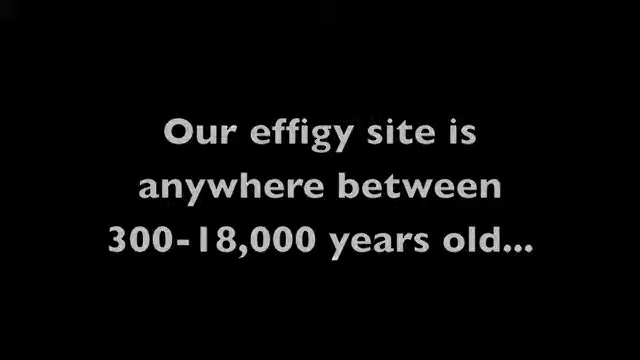 Our effigy site is
anywhere between
300-18,000 years old...